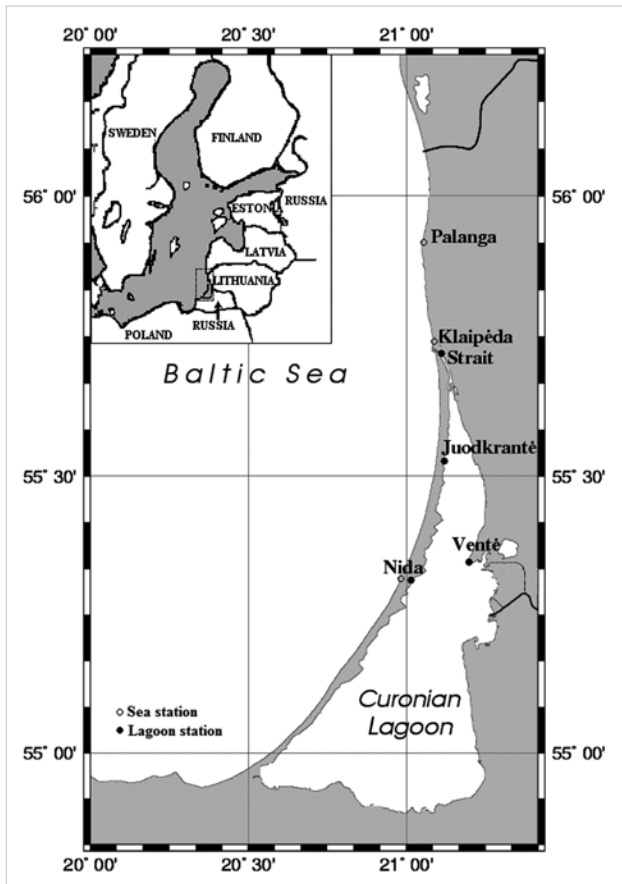 20° 00'
20° 30'
21° 00'
SWEDEN
FINLAND
ESTONIA
RUSSIA
LATVIA
LITHUANIA
RUSSIA
POLAND
56° 00'
56° 00'
Palanga
Klaipėda
Strait
Baltic Sea
Juodkrantė
55° 30'
55° 30'
Ventė
Nida
Curonian
Lagoon
Sea station
Lagoon station
55° 00'
55° 00'
20° 00'
20° 30'
21° 00'